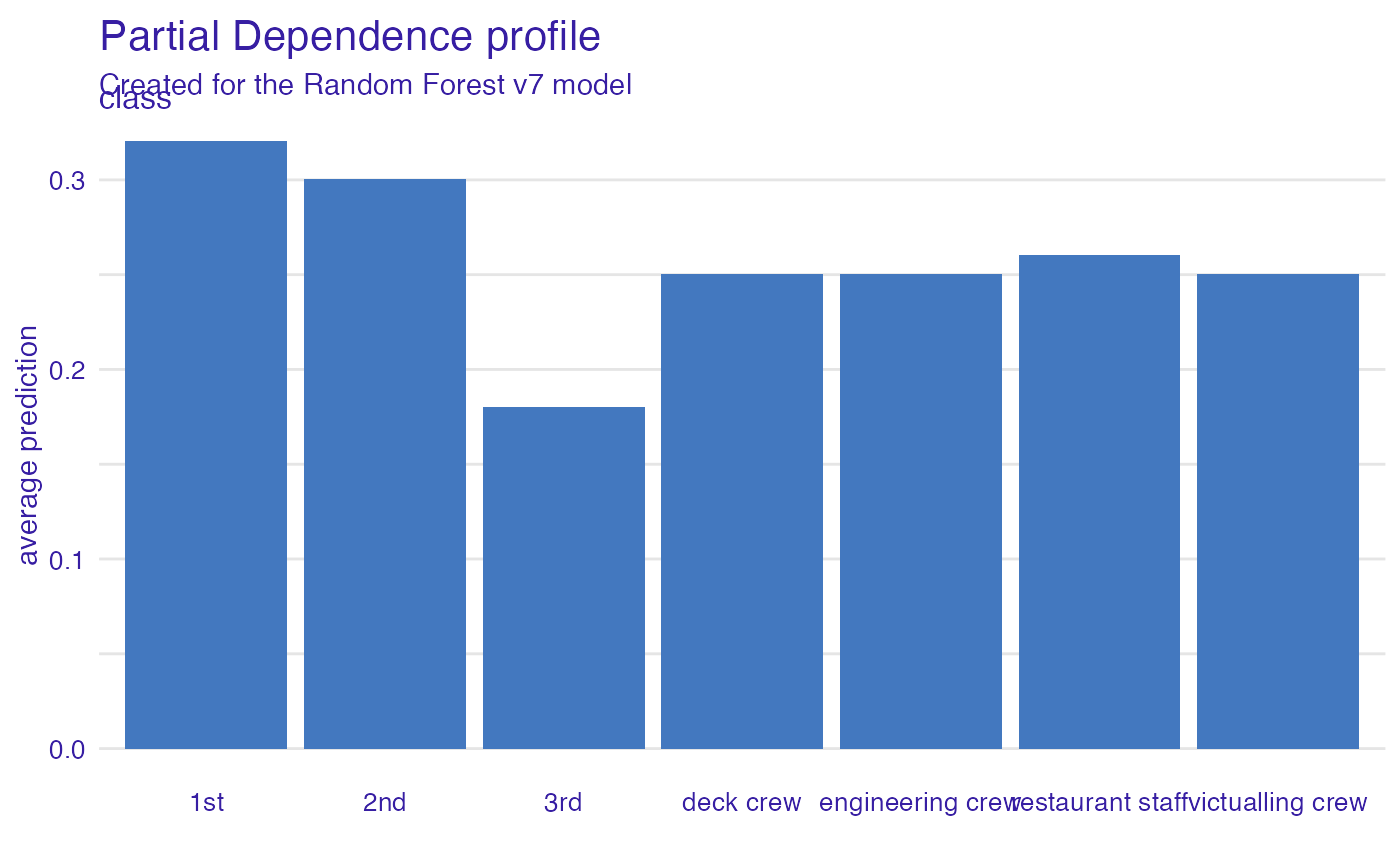 Partial Dependence profile
Created for the Random Forest v7 model
class
average prediction
0.3
0.2
0.1
0.0
1st 2nd 3rd deck crew engineering crew restaurant staff victualling crew